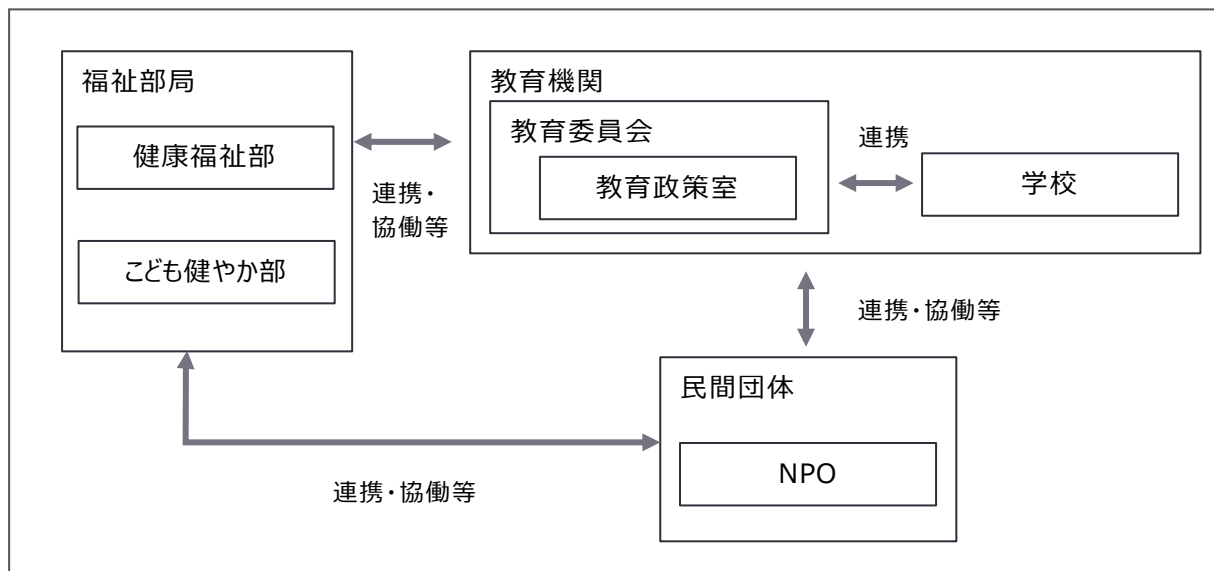 福祉部局
健康福祉部
こども健やか部
連携・
協働等
教育機関
教育委員会
教育政策室
連携
学校
連携・協働等
民間団体
NPO
連携・協働等